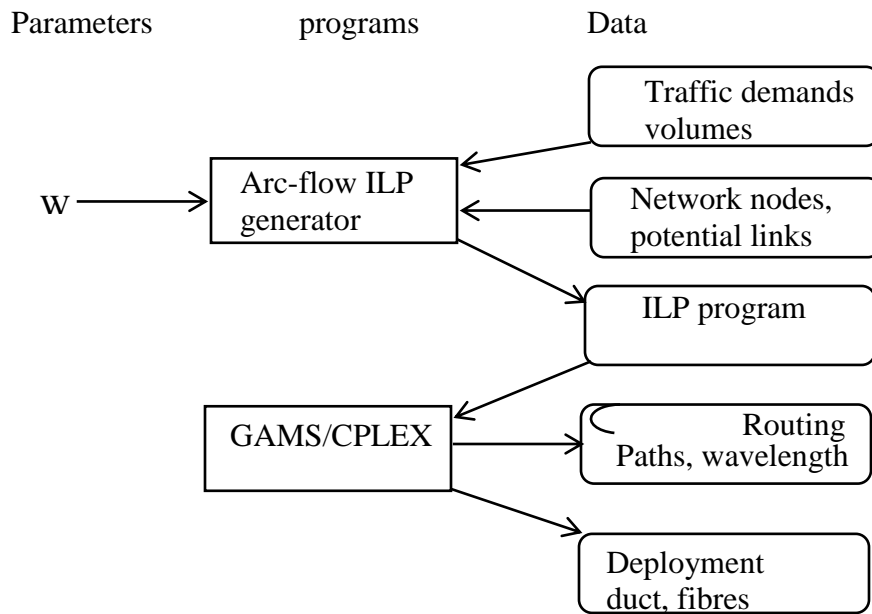 Parameters programs Data
Traffic demands
volumes
Arc-flow ILP
generator
w
Network nodes,
potential links
ILP program
GAMS/CPLEX
Routing
Paths, wavelength
Deployment
duct, fibres